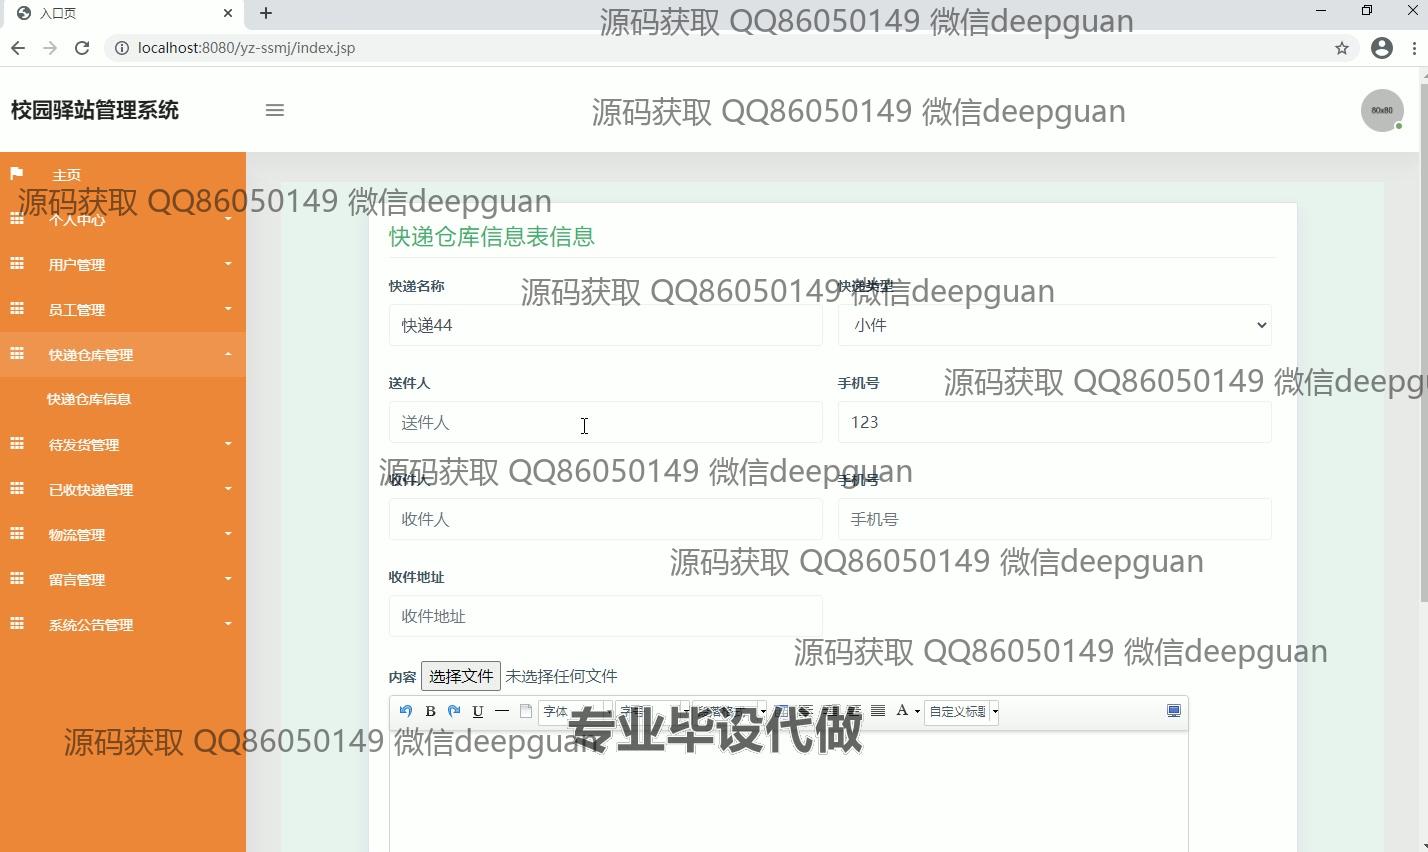 入口页
源码获取 QQ86050149 微信deepguan
localhost:8080/yz-ssmj/index.jsp
校园驿站管理系统
源码获取 QQ86050149 微信deepguan
80x80
主页
源码获取 QQ86050149 微信deepguan
个人中心
快递仓库信息表信息
用户管理
快递名称
快递类型
源码获取 QQ86050149 微信deepguan
员工管理
快递44
小件
快递仓库管理
送件人
手机号
源码获取 QQ86050149 微信deepg
快递仓库信息
送件人
123
待发货管理
收件人
手机号
源码获取 QQ86050149 微信deepguan
已收快递管理
收件人
手机号
物流管理
源码获取 QQ86050149 微信deepguan
留言管理
收件地址
系统公告管理
收件地址
源码获取 QQ86050149 微信deepguan
内容 选择文件 未选择任何文件
B U 字体 A 自定义标题
专业毕设代做
源码获取 QQ86050149 微信deepguan